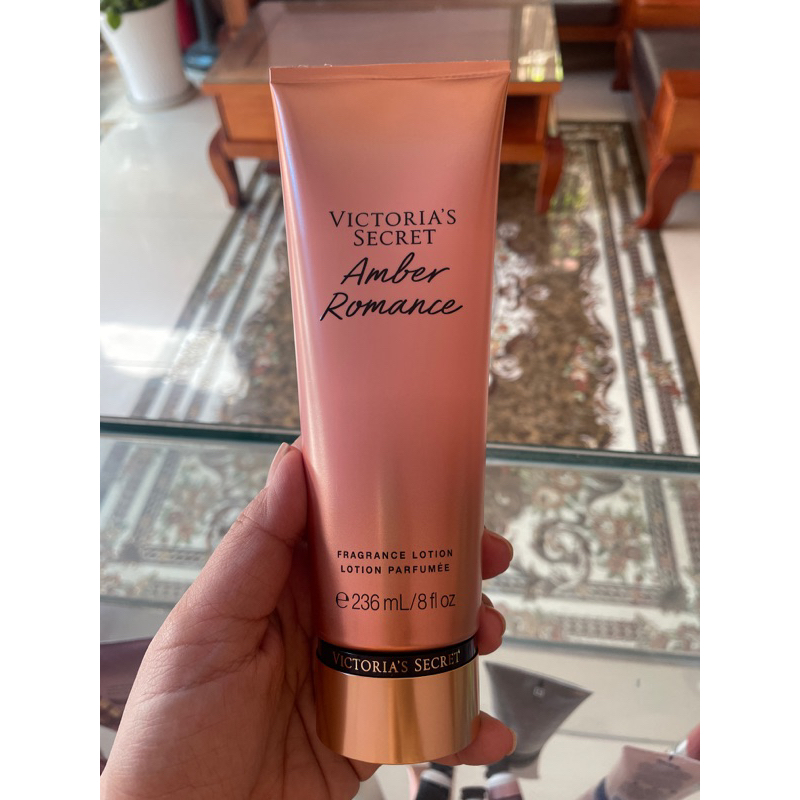 VICTORIA'S
SECRET
Amber
Romance
FRAGRANCE LOTION
LOTION PARFUMÉE
℮ 236 mL/8 fl oz
VICTORIA'S SECRET